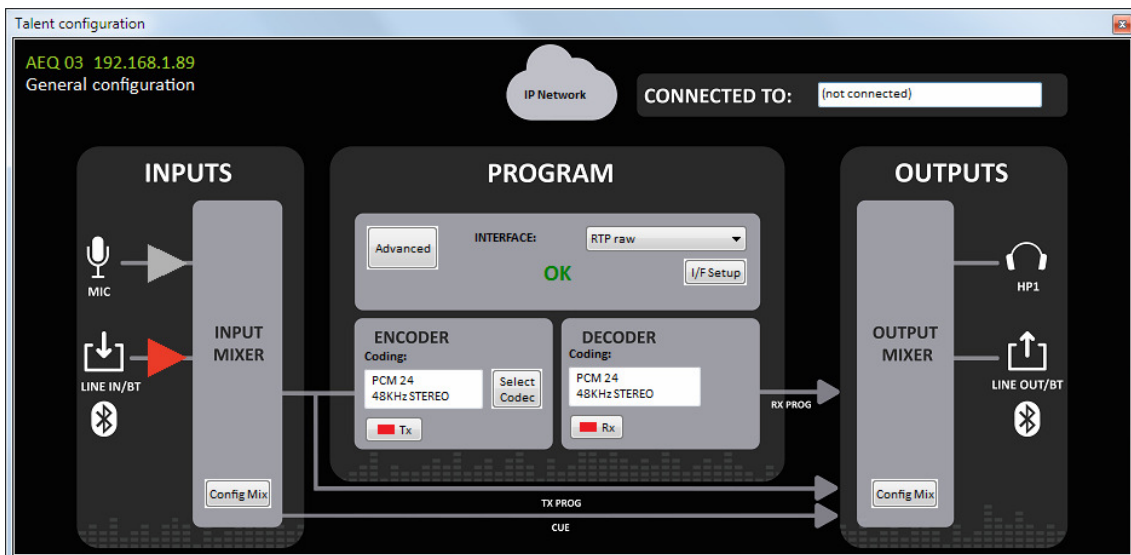 Talent configuration
AEQ 03 192.168.1.89
General configuration
IP Network
CONNECTED TO:
(not connected)
INPUTS
MIC
LINE IN/BT
INPUT
MIXER
Config Mix
PROGRAM
Advanced
INTERFACE:
RTP raw
OK
I/F Setup
ENCODER
Coding:
PCM 24
48KHz STEREO
Select
Codec
Tx
DECODER
Coding:
PCM 24
48KHz STEREO
Rx
RX PROG
TX PROG
CUE
OUTPUTS
OUTPUT
MIXER
Config Mix
HP1
LINE OUT/BT